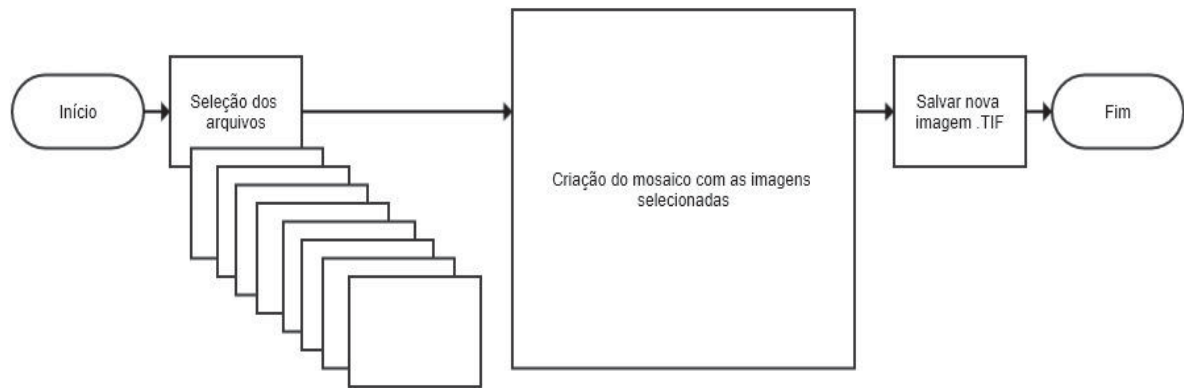 Início
Seleção dos
arquivos
Criação do mosaico com as imagens
selecionadas
Salvar nova
imagem .TIF
Fim